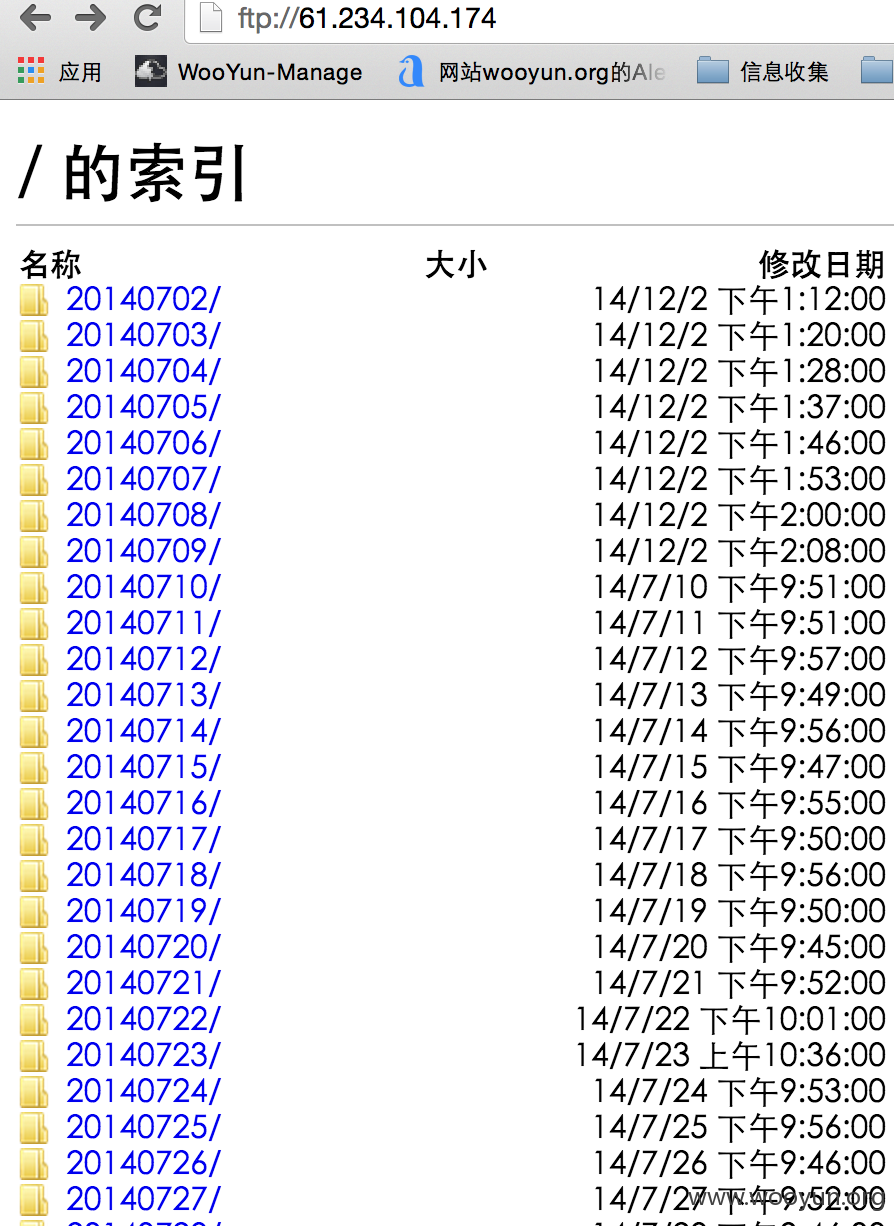 ftp://61.234.104.174
应用 WooYun-Manage 网站wooyun.org的Ale 信息收集
/ 的索引
名称 大小 修改日期
20140702/ 14/12/2 下午1:12:00
20140703/ 14/12/2 下午1:20:00
20140704/ 14/12/2 下午1:28:00
20140705/ 14/12/2 下午1:37:00
20140706/ 14/12/2 下午1:46:00
20140707/ 14/12/2 下午1:53:00
20140708/ 14/12/2 下午2:00:00
20140709/ 14/12/2 下午2:08:00
20140710/ 14/7/10 下午9:51:00
20140711/ 14/7/11 下午9:51:00
20140712/ 14/7/12 下午9:57:00
20140713/ 14/7/13 下午9:49:00
20140714/ 14/7/14 下午9:56:00
20140715/ 14/7/15 下午9:47:00
20140716/ 14/7/16 下午9:55:00
20140717/ 14/7/17 下午9:50:00
20140718/ 14/7/18 下午9:56:00
20140719/ 14/7/19 下午9:50:00
20140720/ 14/7/20 下午9:45:00
20140721/ 14/7/21 下午9:52:00
20140722/ 14/7/22 下午10:01:00
20140723/ 14/7/23 上午10:36:00
20140724/ 14/7/24 下午9:53:00
20140725/ 14/7/25 下午9:56:00
20140726/ 14/7/26 下午9:46:00
20140727/ 14/7/27 下午9:52:00
www.wooyun.org